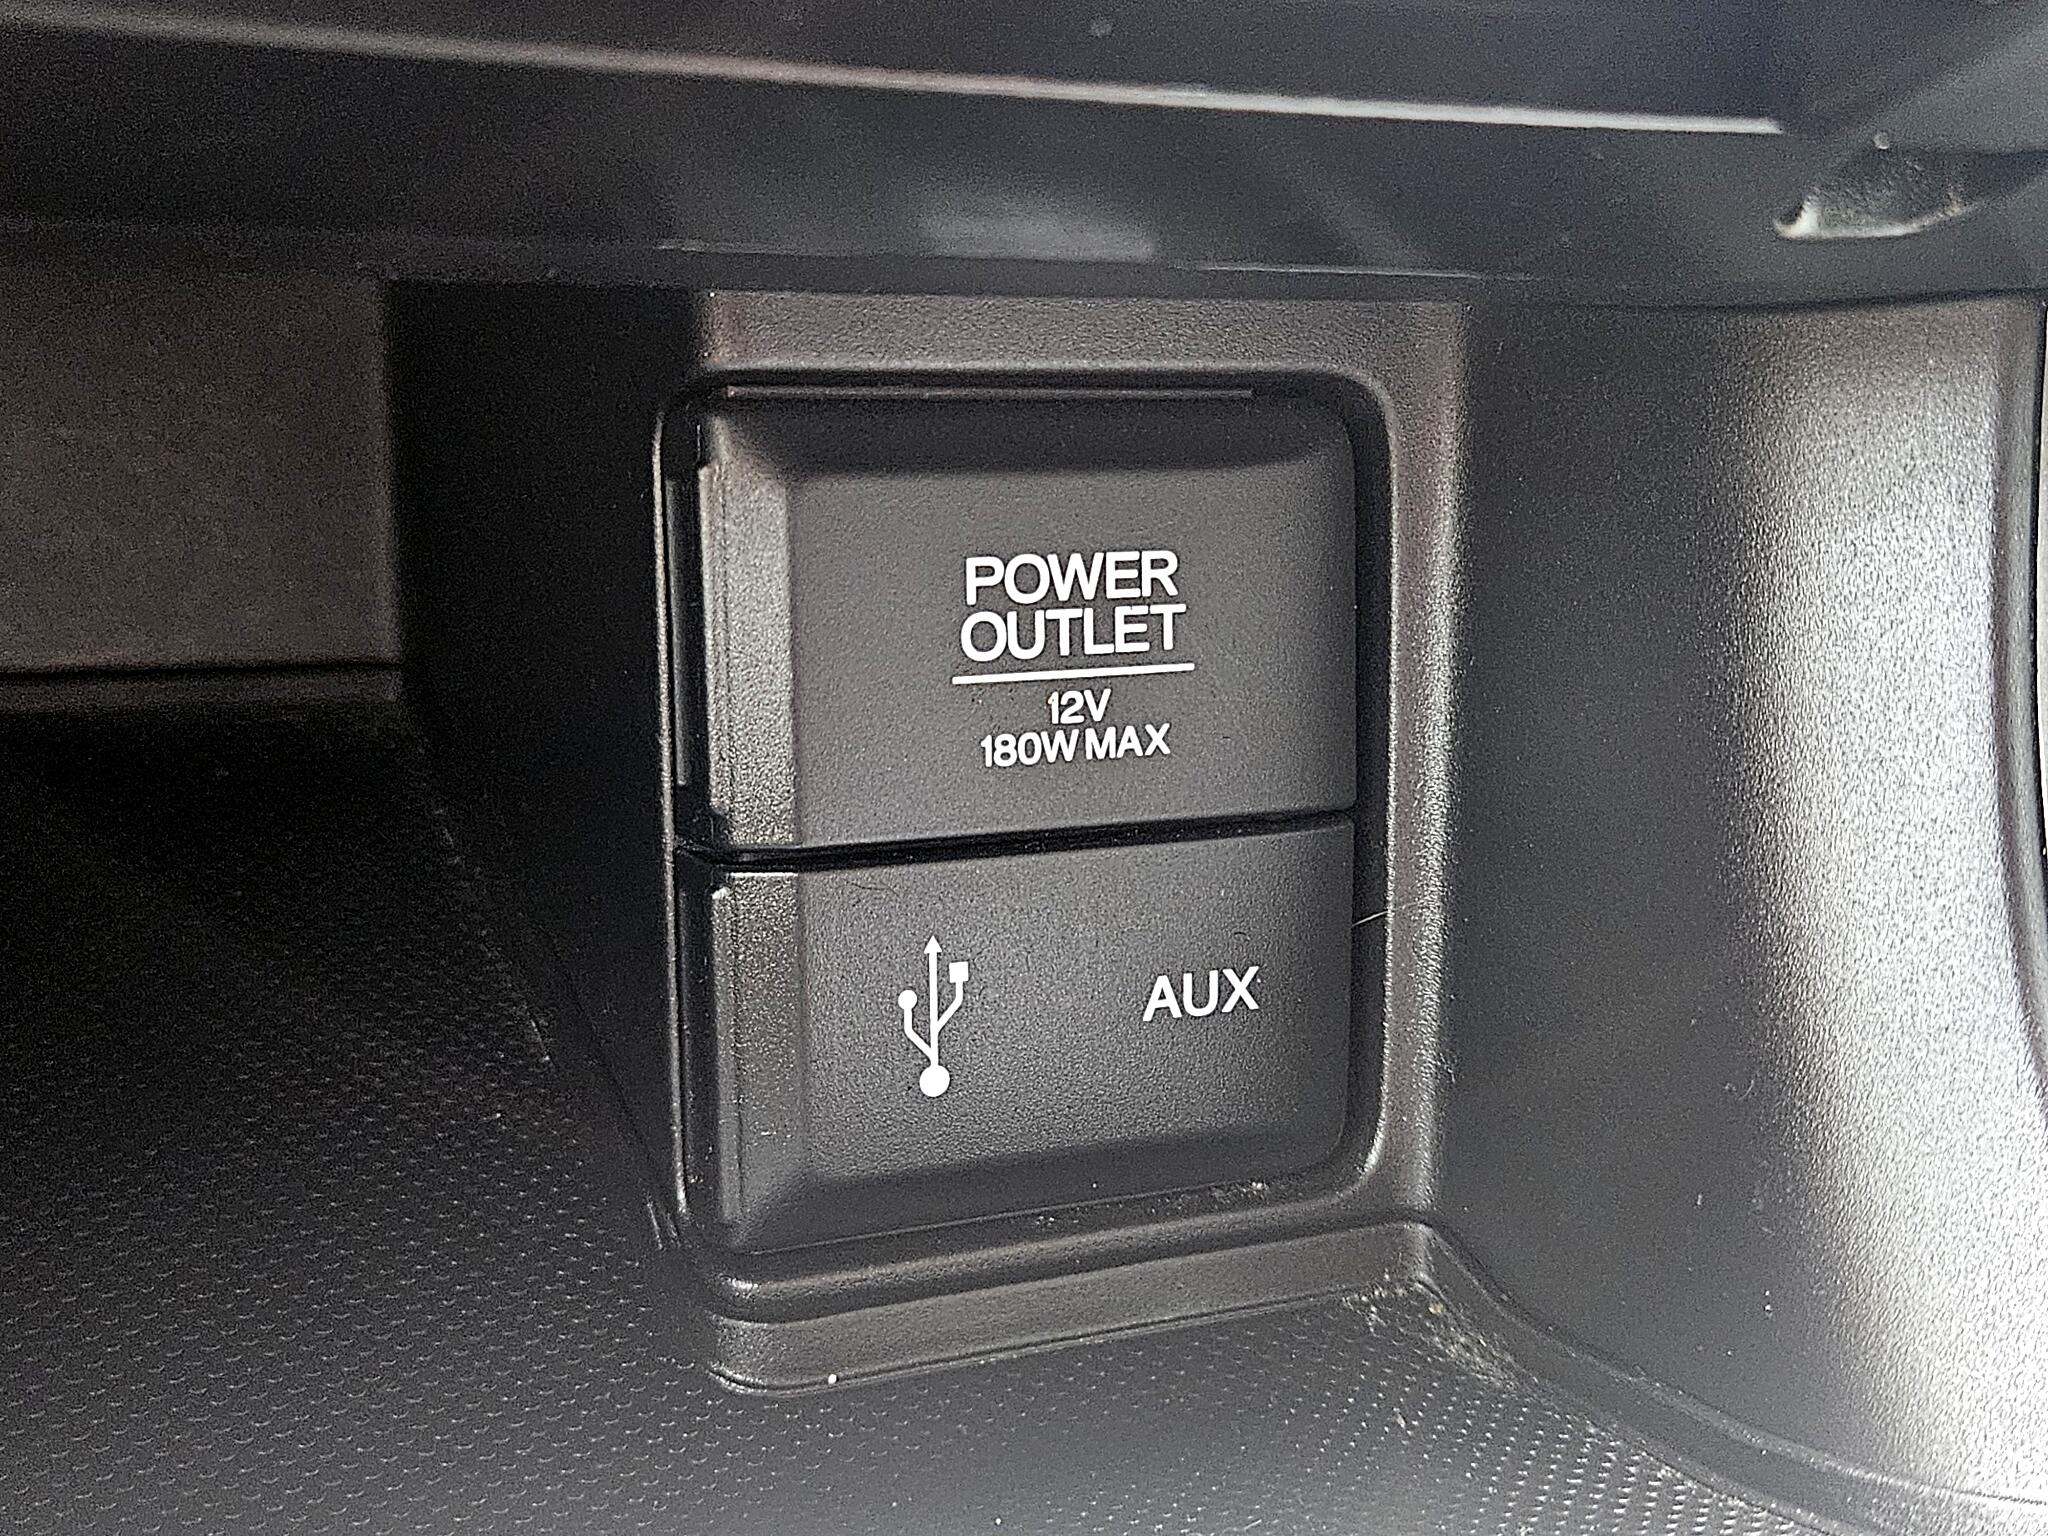 POWER
OUTLET
12V
180W MAX
AUX